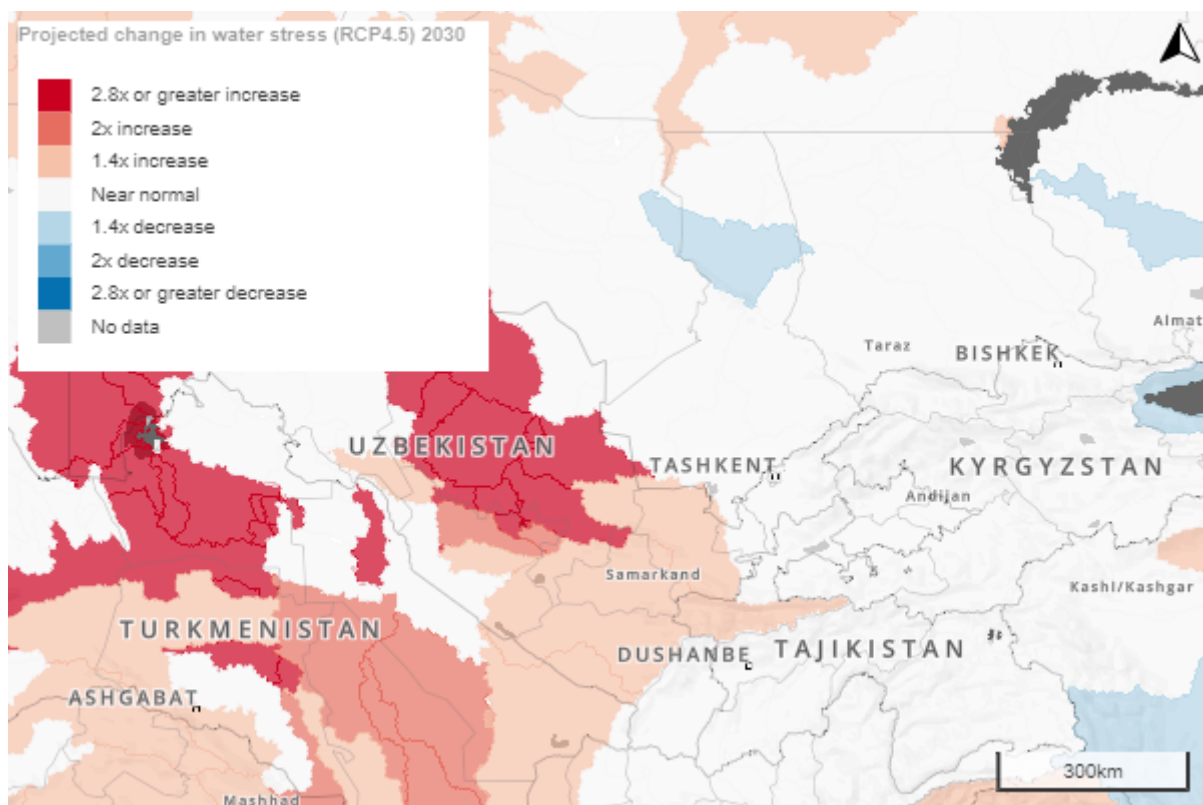 Projected change in water stress (RCP4.5) 2030
2.8x or greater increase
2x increase
1.4x increase
Near normal
1.4x decrease
2x decrease
2.8x or greater decrease
No data
Almat
Taraz
BISHKEK
UZBEKISTAN
TASHKENT
KYRGYZSTAN
Andijan
Samarkand
Kashi/Kashgar
TURKMENISTAN
DUSHANBE
TAJIKISTAN
ASHGABAT
300km
Mashhad